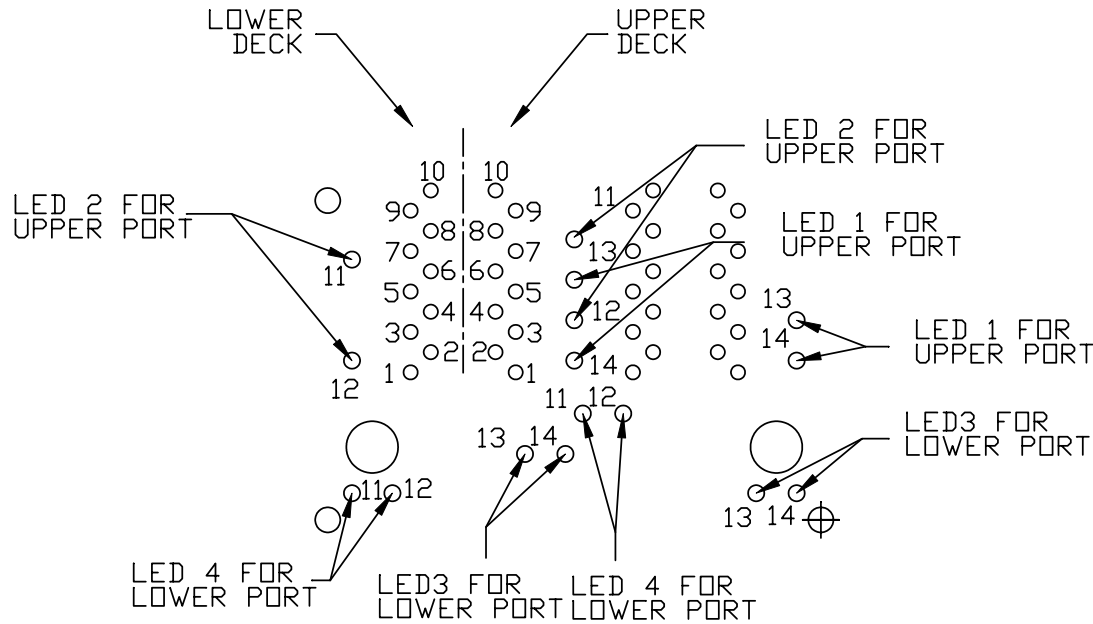 LOWER
DECK
UPPER
DECK
LED 2 FOR
UPPER PORT
10 10
11
LED 2 FOR
UPPER PORT
9 9
8 8
LED 1 FOR
UPPER PORT
7 7
13
11
6 6
5 5
13
4 4
12
LED 1 FOR
UPPER PORT
3 3
14
2 2
14
1 1
12
11 12
LED3 FOR
LOWER PORT
13 14
11 12
13 14
LED 4 FOR
LOWER PORT
LED3 FOR
LOWER PORT
LED 4 FOR
LOWER PORT